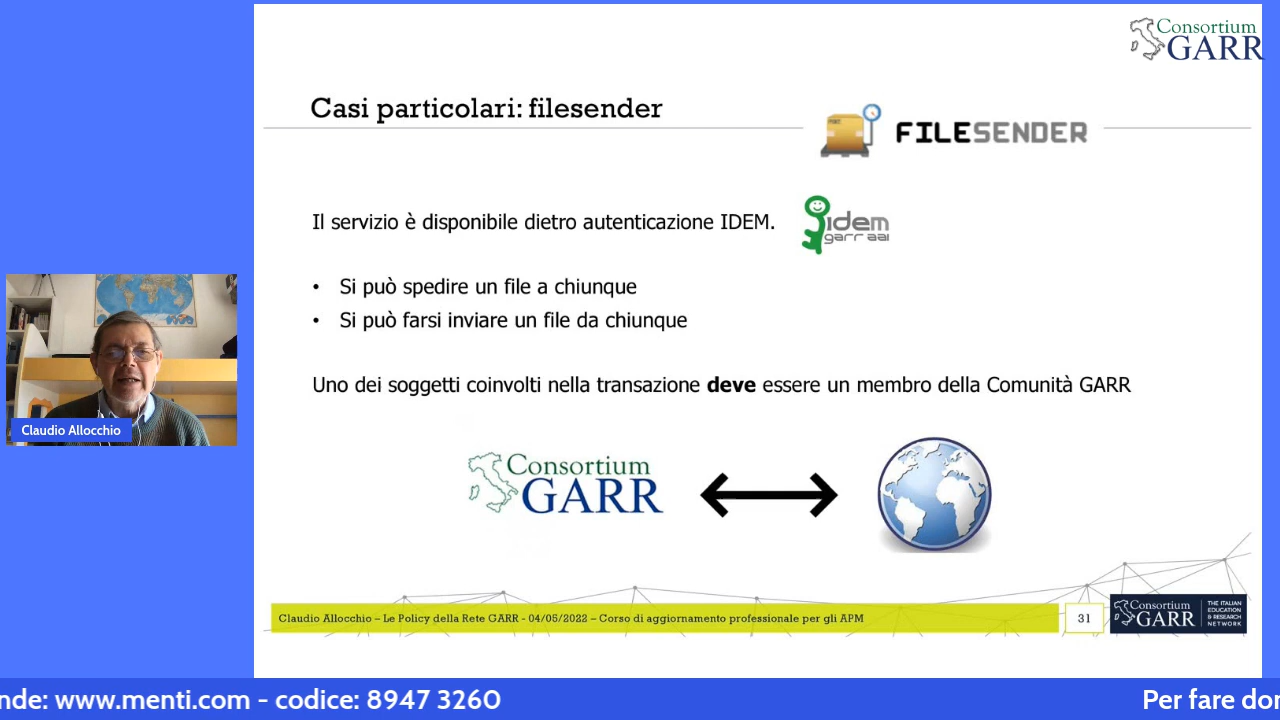 Consortium
GARR
Casi particolari: filesender
FILESENDER
Il servizio è disponibile dietro autenticazione IDEM.
idem
garr aai
• Si può spedire un file a chiunque
• Si può farsi inviare un file da chiunque
Uno dei soggetti coinvolti nella transazione deve essere un membro della Comunità GARR
Claudio Allocchio
Consortium
GARR
Claudio Allocchio – Le Policy della Rete GARR - 04/05/2022 – Corso di aggiornamento professionale per gli APM
31
Consortium
GARR
THE ITALIAN
EDUCATION
& RESEARCH
NETWORK
nde: www.menti.com - codice: 8947 3260
Per fare do